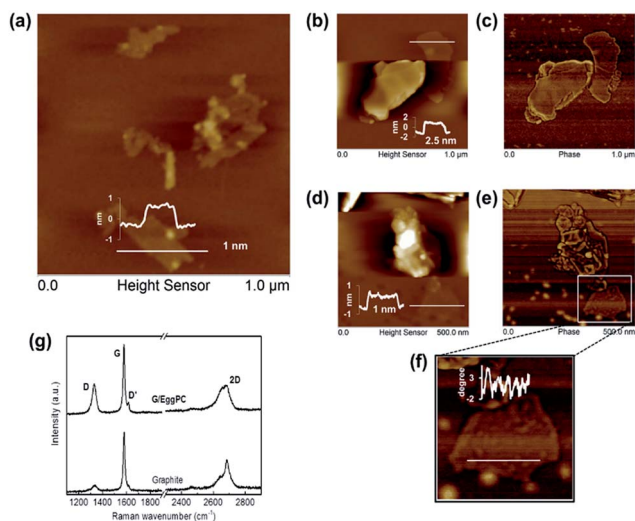 (a)
nm
1
0
-1
1 nm
0.0 Height Sensor 1.0 µm
(b)
nm
2
0
-2
2.5 nm
0.0 Height Sensor 1.0 µm
(c)
0.0 Phase 1.0 µm
(d)
nm
1
0
-1
1 nm
0.0 Height Sensor 500.0 nm
(e)
0.0 Phase 500.0 nm
(f)
degree
3
-2
(g)
Intensity (a.u.)
D
G
D'
2D
G/EggPC
Graphite
1200 1400 1600 1800 2400 2600 2800
Raman wavenumber (cm-1)